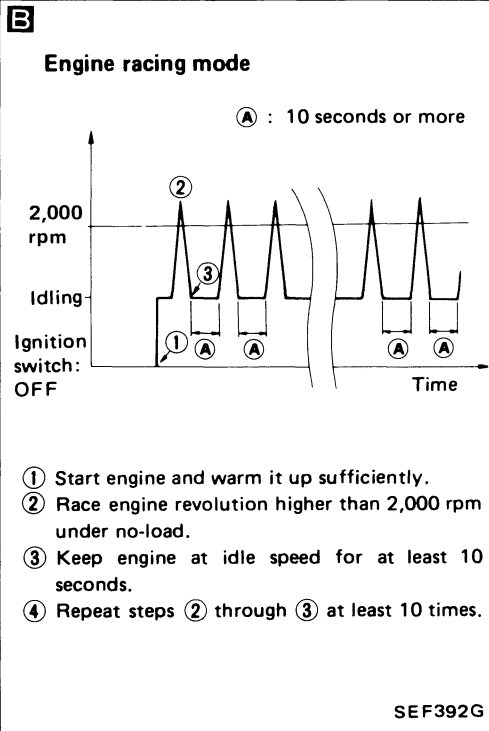 B
Engine racing mode
Ⓐ : 10 seconds or more
②
2,000
rpm
③
Idling
Ignition
switch:
OFF
① Ⓐ Ⓐ Ⓐ Ⓐ
Time
① Start engine and warm it up sufficiently.
② Race engine revolution higher than 2,000 rpm
under no-load.
③ Keep engine at idle speed for at least 10
seconds.
④ Repeat steps ② through ③ at least 10 times.
SEF392G